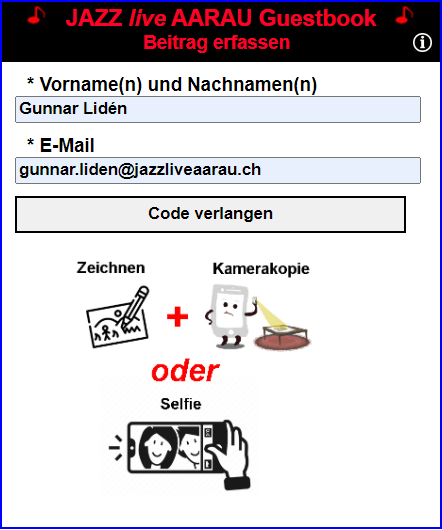 JAZZ live AARAU Guestbook
Beitrag erfassen
* Vorname(n) und Nachnamen(n)
Gunnar Lidén
* E-Mail
gunnar.liden@jazzliveaarau.ch
Code verlangen
Zeichnen Kamerakopie
+
oder
Selfie